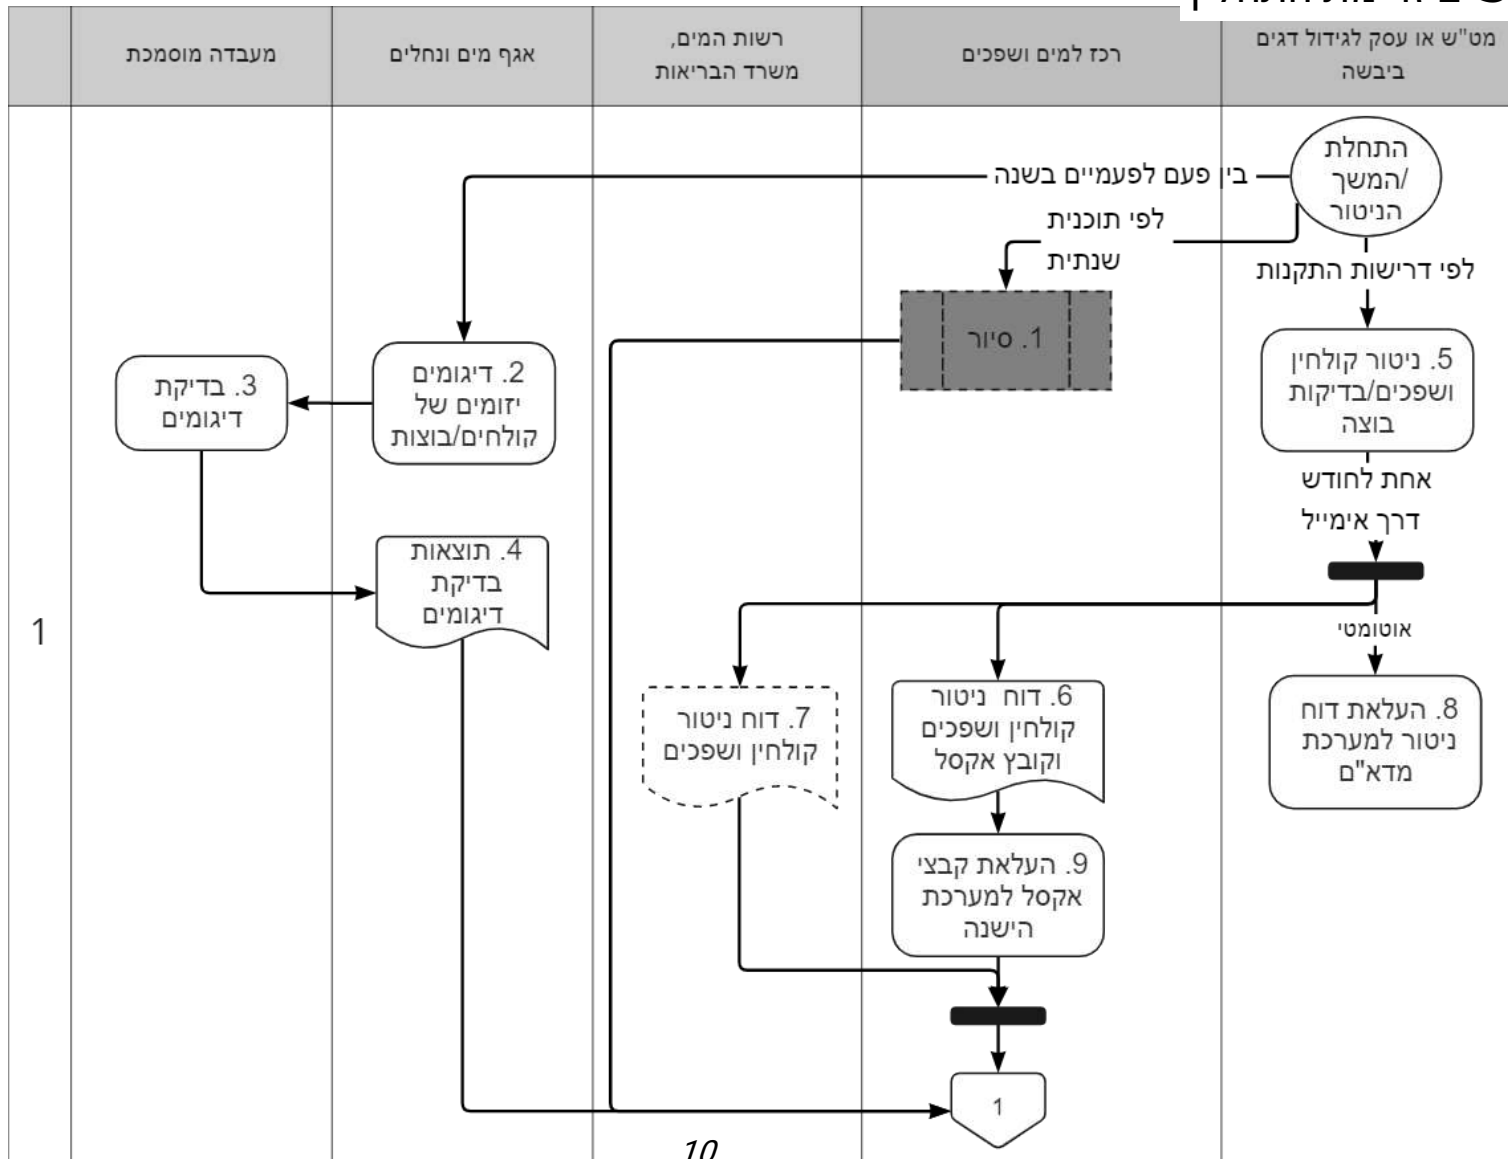 מט"ש או עסק לגידול דגים
ביבשה
רכז למים ושפכים
רשות המים,
משרד הבריאות
אגף מים ונחלים
מעבדה מוסמכת
התחלת
/המשך
הניטור
בין פעם לפעמיים בשנה
לפי תוכנית
שנתית
לפי דרישות התקנות
1. סיור
2. דיגומים
יזומים של
קולחים/בוצות
3. בדיקת
דיגומים
5. ניטור קולחין
ושפכים/בדיקות
בוצה
אחת לחודש
דרך אימייל
4. תוצאות
בדיקת
דיגומים
אוטומטי
1
6. דוח ניטור
קולחין ושפכים
וקובץ אקסל
7. דוח ניטור
קולחין ושפכים
8. העלאת דוח
ניטור למערכת
מדא"ם
9. העלאת קבצי
אקסל למערכת
הישנה
1
10